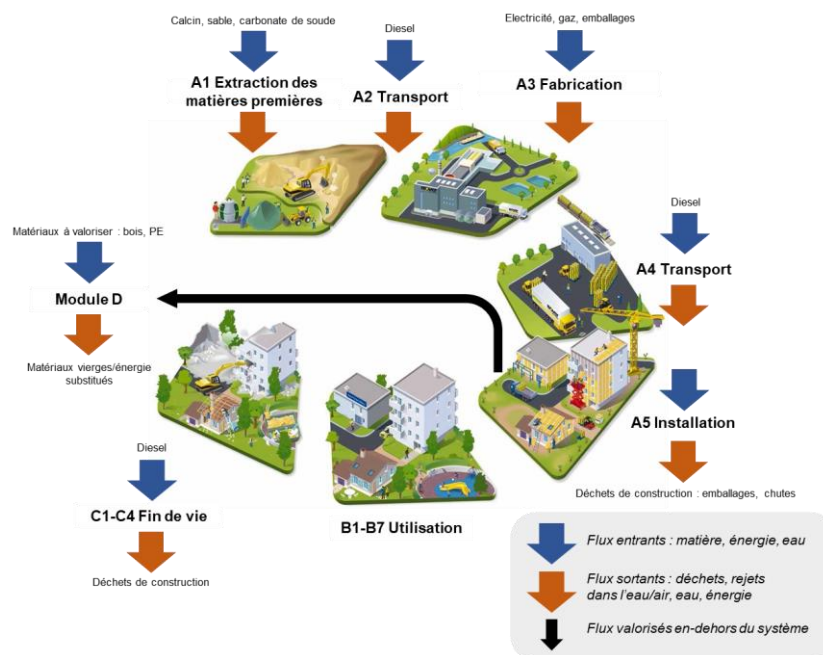 Calcin, sable, carbonate de soude
Diesel
Electricité, gaz, emballages
A1 Extraction des
matières premières
A2 Transport
A3 Fabrication
Diesel
A4 Transport
Matériaux à valoriser : bois, PE
Module D
Matériaux vierges/énergie
substitués
A5 Installation
Déchets de construction : emballages, chutes
Diesel
C1-C4 Fin de vie
Déchets de construction
B1-B7 Utilisation
Flux entrants : matière, énergie, eau
Flux sortants : déchets, rejets
dans l'eau/air, eau, énergie
Flux valorisés en-dehors du système